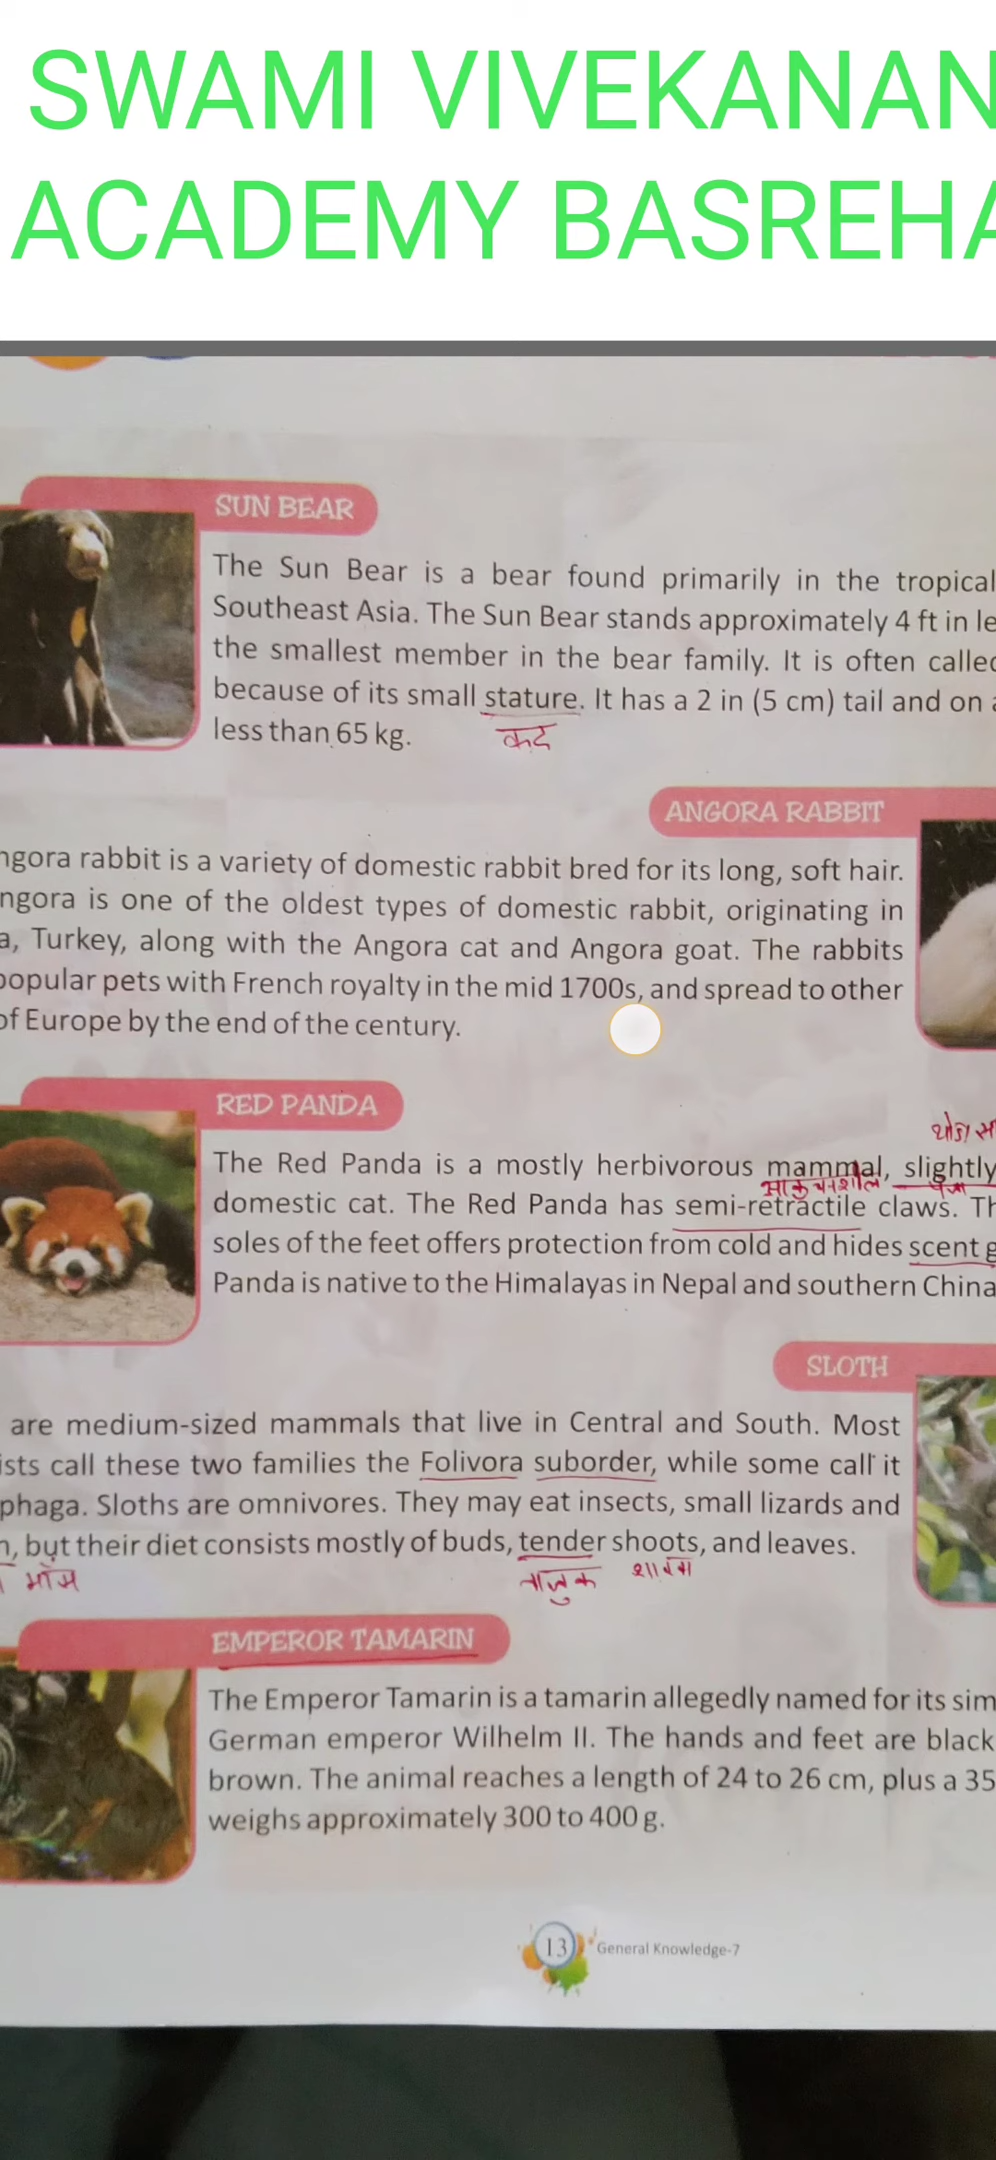 SWAMI VIVEKANAN
ACADEMY BASREHA
SUN BEAR
The Sun Bear is a bear found primarily in the tropical
Southeast Asia. The Sun Bear stands approximately 4 ft in le
the smallest member in the bear family. It is often called
because of its small stature. It has a 2 in (5 cm) tail and on a
less than 65 kg.
कद
ANGORA RABBIT
ngora rabbit is a variety of domestic rabbit bred for its long, soft hair.
ngora is one of the oldest types of domestic rabbit, originating in
a, Turkey, along with the Angora cat and Angora goat. The rabbits
popular pets with French royalty in the mid 1700s, and spread to other
of Europe by the end of the century.
RED PANDA
थोड़ा सा
The Red Panda is a mostly herbivorous mammal, slightly
पंजा
domestic cat. The Red Panda has semi-retractile claws. Th
soles of the feet offers protection from cold and hides scent g
Panda is native to the Himalayas in Nepal and southern China
SLOTH
are medium-sized mammals that live in Central and South. Most
ists call these two families the Folivora suborder, while some call it
phaga. Sloths are omnivores. They may eat insects, small lizards and
n, but their diet consists mostly of buds, tender shoots, and leaves.
माँस नाजुक
EMPEROR TAMARIN
The Emperor Tamarin is a tamarin allegedly named for its sim
German emperor Wilhelm II. The hands and feet are black
brown. The animal reaches a length of 24 to 26 cm, plus a 35
weighs approximately 300 to 400 g.
13 General Knowledge-7